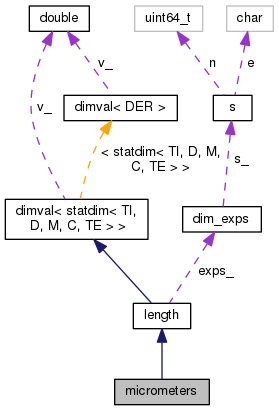 double
uint64_t
char
v_
n
e
v_
dimval< DER >
s
< statdim< TI, D, M,
C, TE > >
s_
dimval< statdim< TI,
D, M, C, TE > >
dim_exps
exps_
length
micrometers